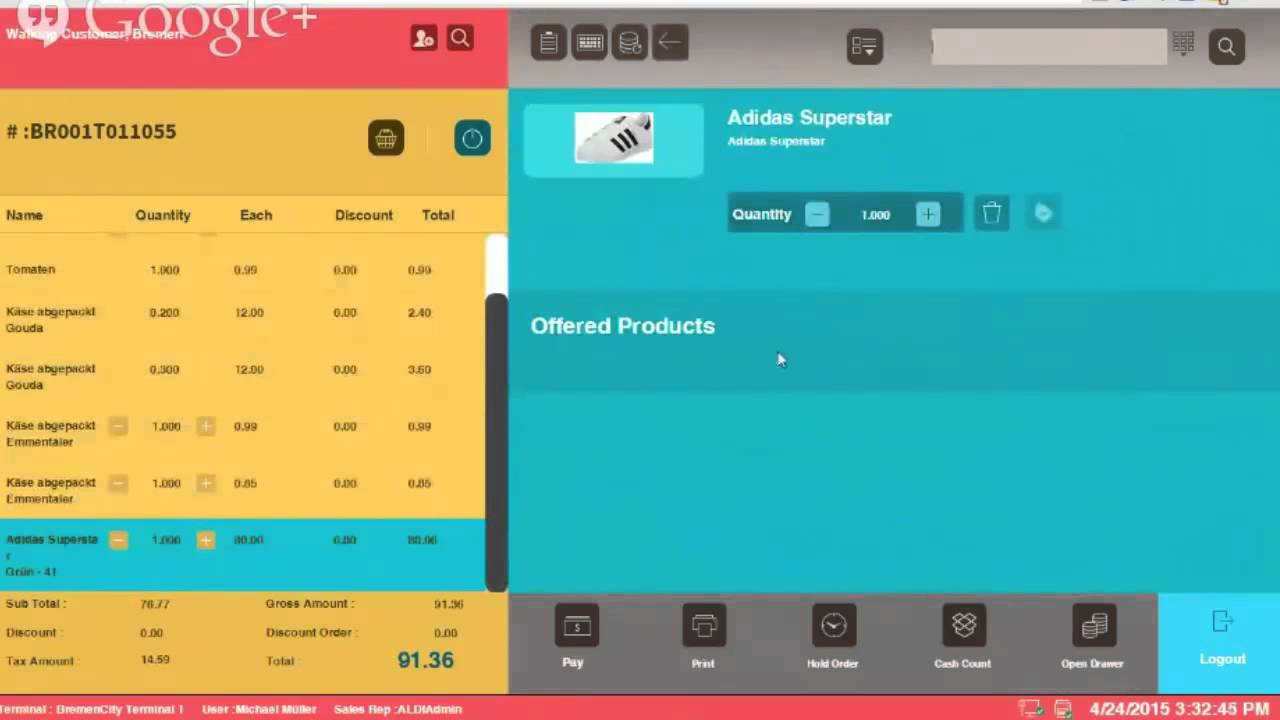 Google+
Walking Customer, Bremen
# :BR001T011055
Name Quantity Each Discount Total
Tomaten 1.000 0.99 0.00 0.99
Käse abgepackt 0.200 12.00 0.00 2.40
Gouda
Käse abgepackt 0.300 12.00 0.00 3.60
Gouda
Käse abgepackt − 1.000 + 0.99 0.00 0.99
Emmentaler
Käse abgepackt − 1.000 + 0.85 0.00 0.85
Emmentaler
Adidas Supersta − 1.000 + 80.00 0.00 80.00
r
Grün - 41
Sub Total : 76.77 Gross Amount : 91.36
Discount : 0.00 Discount Order : 0.00
Tax Amount : 14.59 Total : 91.36
Adidas Superstar
Adidas Superstar
Quantity − 1.000 +
Offered Products
Pay
Print
Hold Order
Cash Count
Open Drawer
Logout
Terminal : BremenCity Terminal 1 User :Michael Müller Sales Rep :ALDIAdmin 4/24/2015 3:32:45 PM